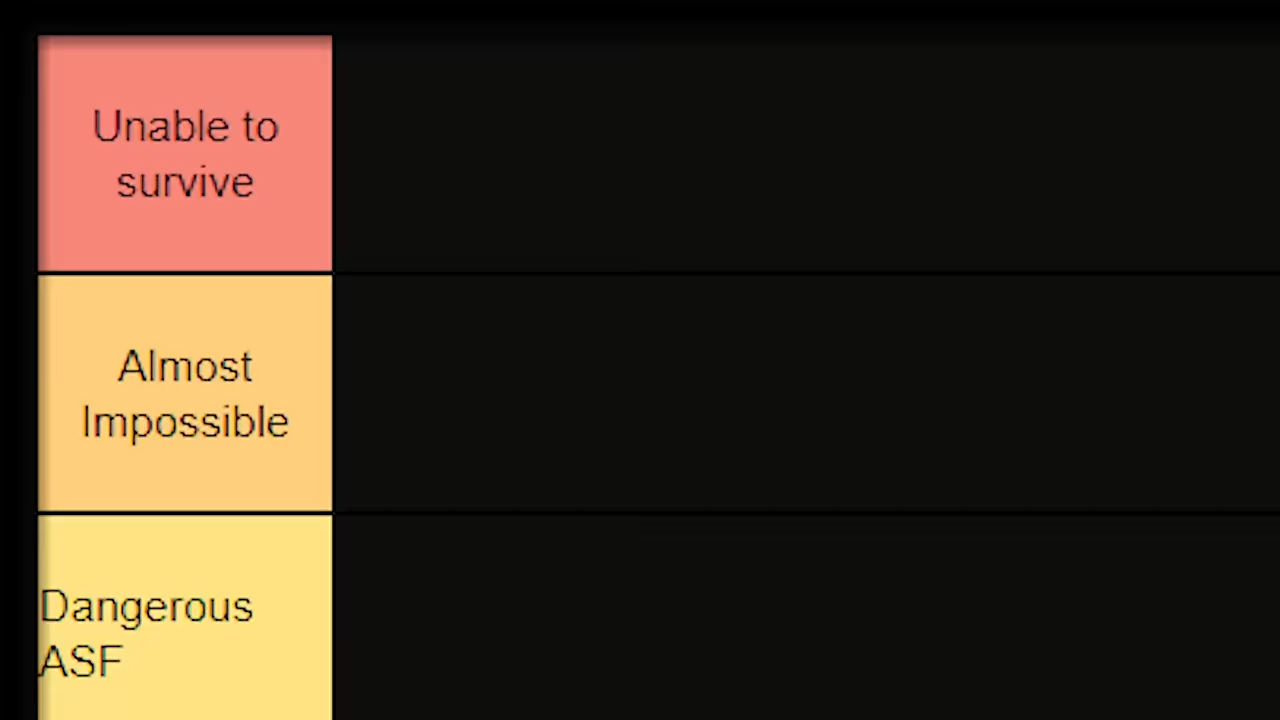 Unable to
survive
Almost
Impossible
Dangerous
ASF